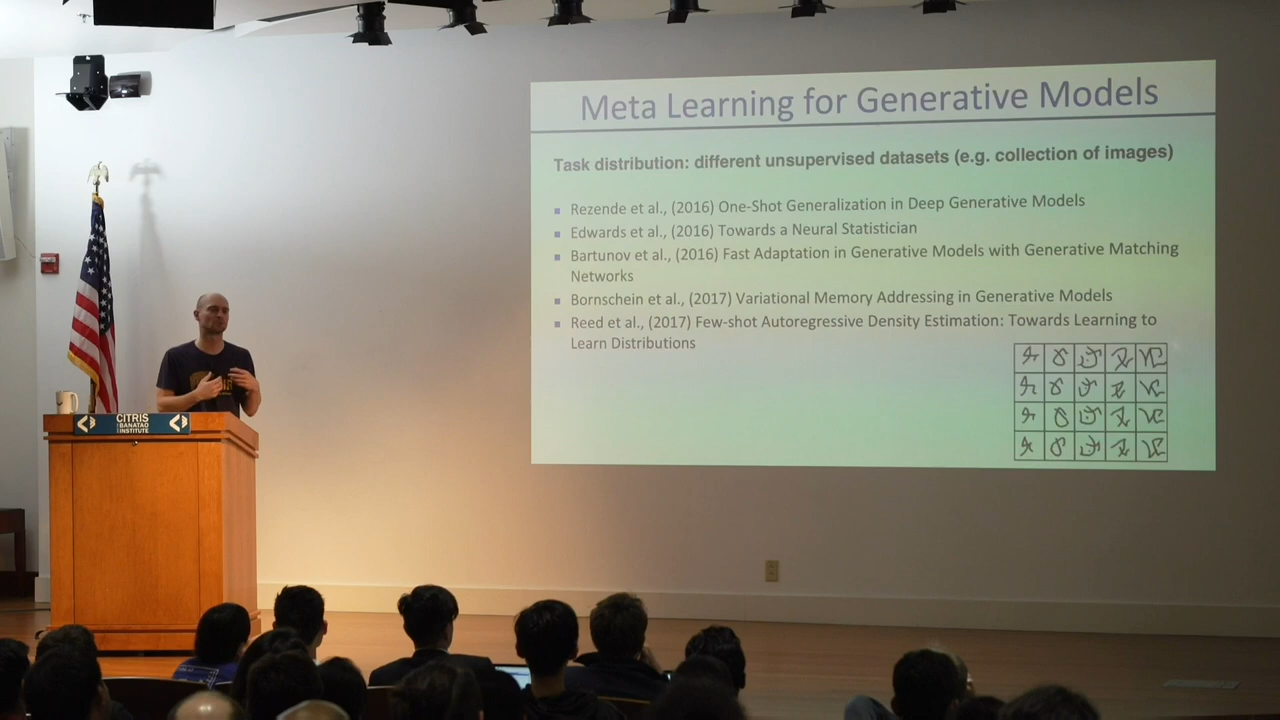 Meta Learning for Generative Models
Task distribution: different unsupervised datasets (e.g. collection of images)
Rezende et al., (2016) One-Shot Generalization in Deep Generative Models
Edwards et al., (2016) Towards a Neural Statistician
Bartunov et al., (2016) Fast Adaptation in Generative Models with Generative Matching
Networks
Bornschein et al., (2017) Variational Memory Addressing in Generative Models
Reed et al., (2017) Few-shot Autoregressive Density Estimation: Towards Learning to
Learn Distributions
CITRIS
BANATAO
INSTITUTE